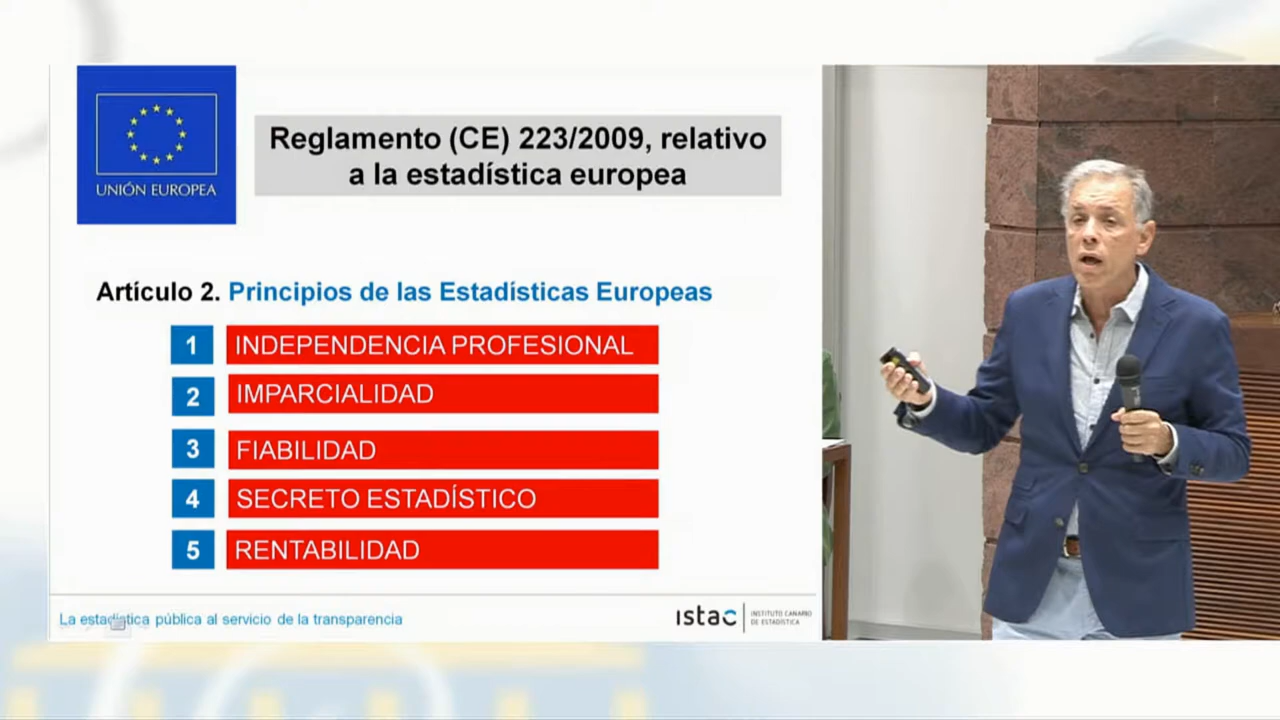 UNIÓN EUROPEA
Reglamento (CE) 223/2009, relativo
a la estadística europea
Artículo 2. Principios de las Estadísticas Europeas
1 INDEPENDENCIA PROFESIONAL
2 IMPARCIALIDAD
3 FIABILIDAD
4 SECRETO ESTADÍSTICO
5 RENTABILIDAD
La estadística pública al servicio de la transparencia
istac
INSTITUTO CANARIO
DE ESTADÍSTICA